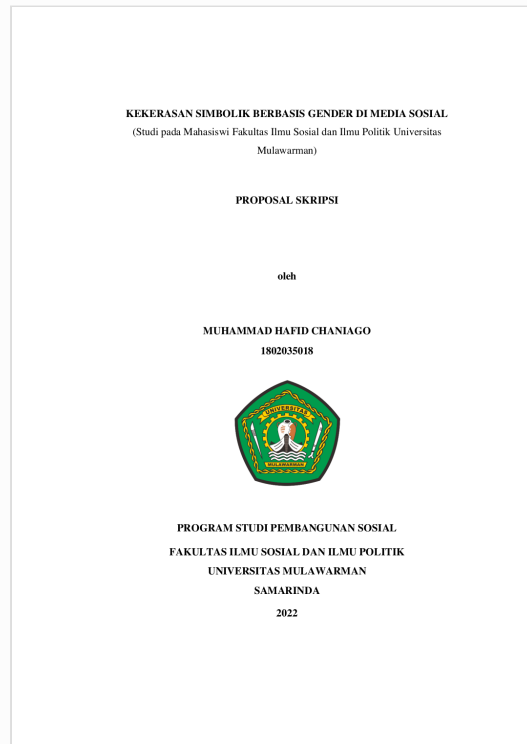 KEKERASAN SIMBOLIK BERBASIS GENDER DI MEDIA SOSIAL
(Studi pada Mahasiswi Fakultas Ilmu Sosial dan Ilmu Politik Universitas
Mulawarman)
PROPOSAL SKRIPSI
oleh
MUHAMMAD HAFID CHANIAGO
1802035018
UNIVERSITAS
MULAWARMAN
PROGRAM STUDI PEMBANGUNAN SOSIAL
FAKULTAS ILMU SOSIAL DAN ILMU POLITIK
UNIVERSITAS MULAWARMAN
SAMARINDA
2022